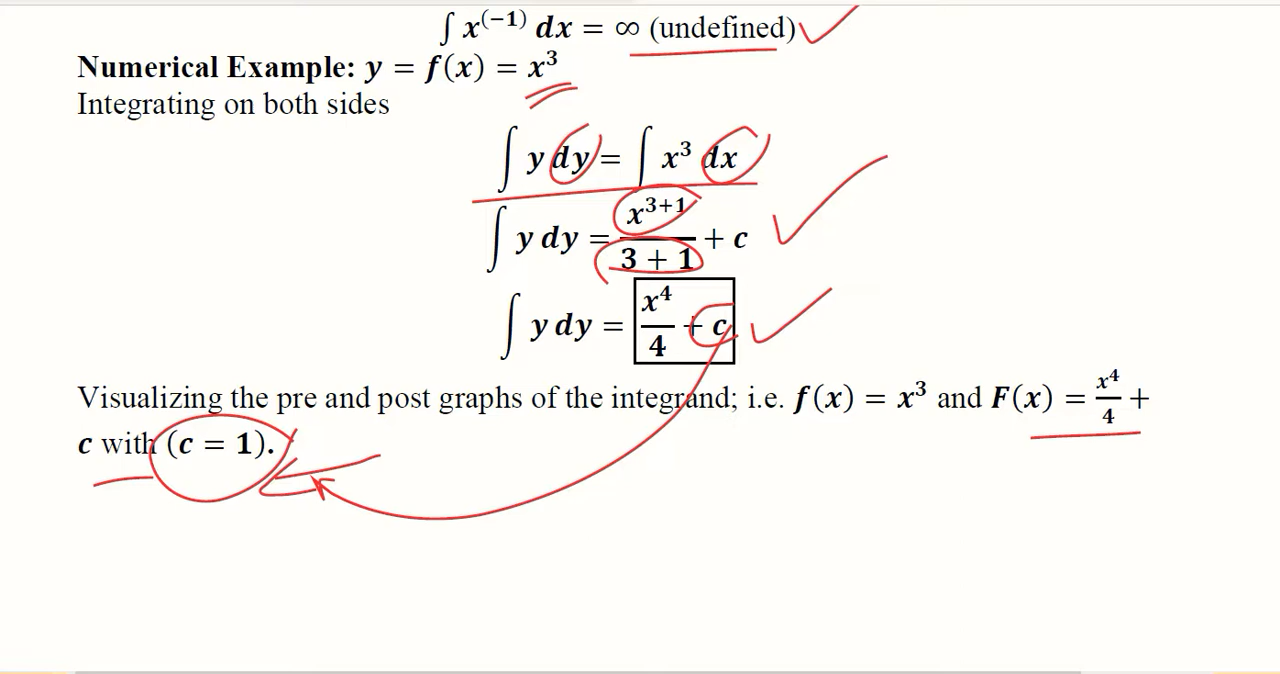 ∫ x^(−1) dx = ∞ (undefined)
Numerical Example: y = f(x) = x³
Integrating on both sides
∫ y dy = ∫ x³ dx
∫ y dy = x^(3+1)/(3 + 1) + c
∫ y dy = x⁴/4 + c
Visualizing the pre and post graphs of the integrand; i.e. f(x) = x³ and F(x) = x⁴/4 +
c with (c = 1).